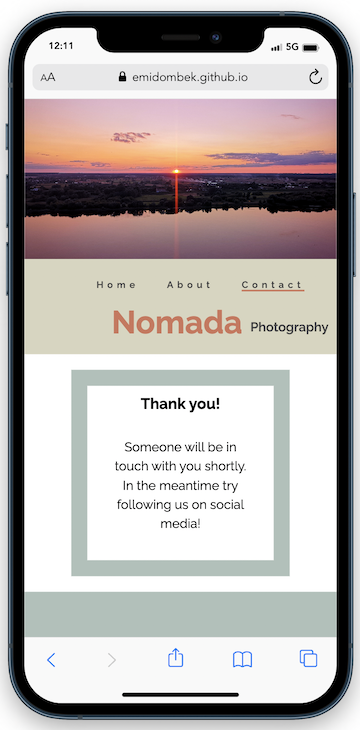 12:11 5G
AA emidombek.github.io
Home About Contact
Nomada Photography
Thank you!
Someone will be in
touch with you shortly.
In the meantime try
following us on social
media!